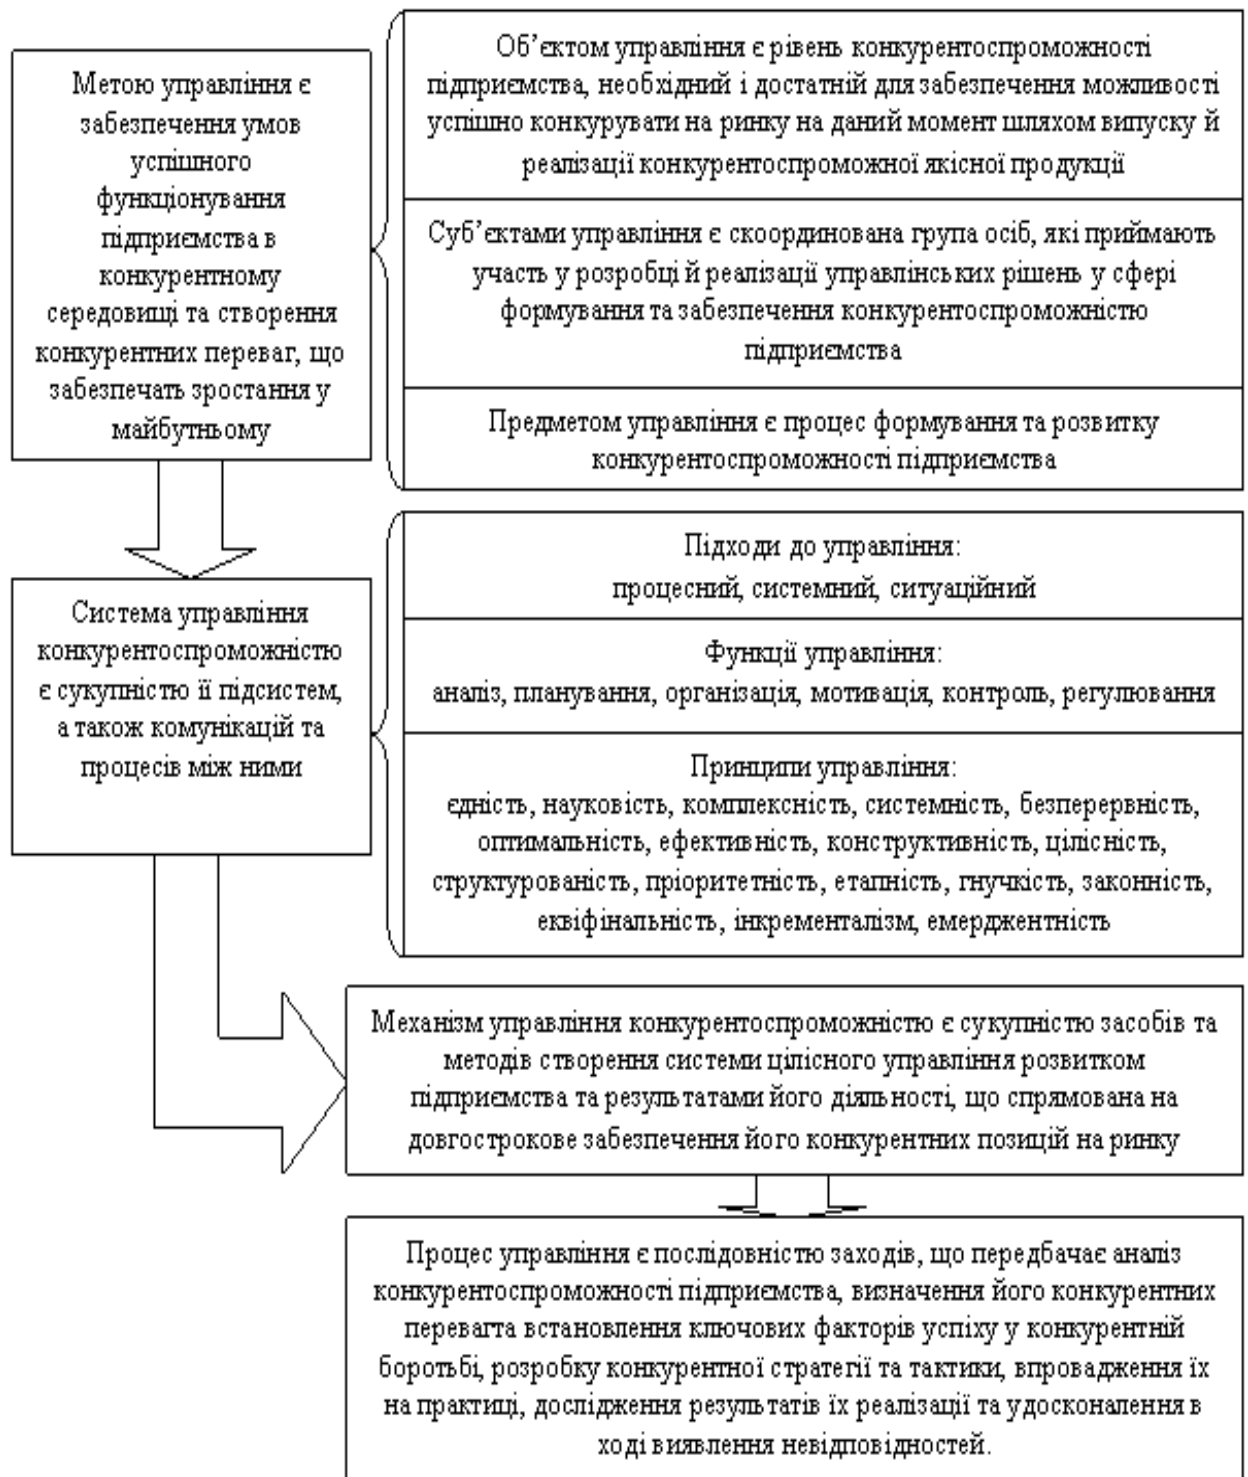 Метою управління є
забезпечення умов
успішного
функціонування
підприємства в
конкурентному
середовищі та створення
конкурентних переваг, що
забезпечать зростання у
майбутньому
Об’єктом управління є рівень конкурентоспроможності
підприємства, необхідний і достатній для забезпечення можливості
успішно конкурувати на ринку на даний момент шляхом випуску й
реалізації конкурентоспроможної якісної продукції
Суб’єктами управління є скоординована група осіб, які приймають
участь у розробці й реалізації управлінських рішень у сфері
формування та забезпечення конкурентоспроможністю
підприємства
Предметом управління є процес формування та розвитку
конкурентоспроможності підприємства
Система управління
конкурентоспроможністю
є сукупністю її підсистем,
а також комунікацій та
процесів між ними
Підходи до управління:
процесний, системний, ситуаційний
Функції управління:
аналіз, планування, організація, мотивація, контроль, регулювання
Принципи управління:
єдність, науковість, комплексність, системність, безперервність,
оптимальність, ефективність, конструктивність, цілісність,
структурованість, пріоритетність, етапність, гнучкість, законність,
еквіфінальність, інкременталізм, емерджентність
Механізм управління конкурентоспроможністю є сукупністю засобів та
методів створення системи цілісного управління розвитком
підприємства та результатами його діяльності, що спрямована на
довгострокове забезпечення його конкурентних позицій на ринку
Процес управління є послідовністю заходів, що передбачає аналіз
конкурентоспроможності підприємства, визначення його конкурентних
перевагта встановлення ключових факторів успіху у конкурентній
боротьбі, розробку конкурентної стратегії та тактики, впровадження їх
на практиці, дослідження результатів їх реалізації та удосконалення в
ході виявлення невідповідностей.